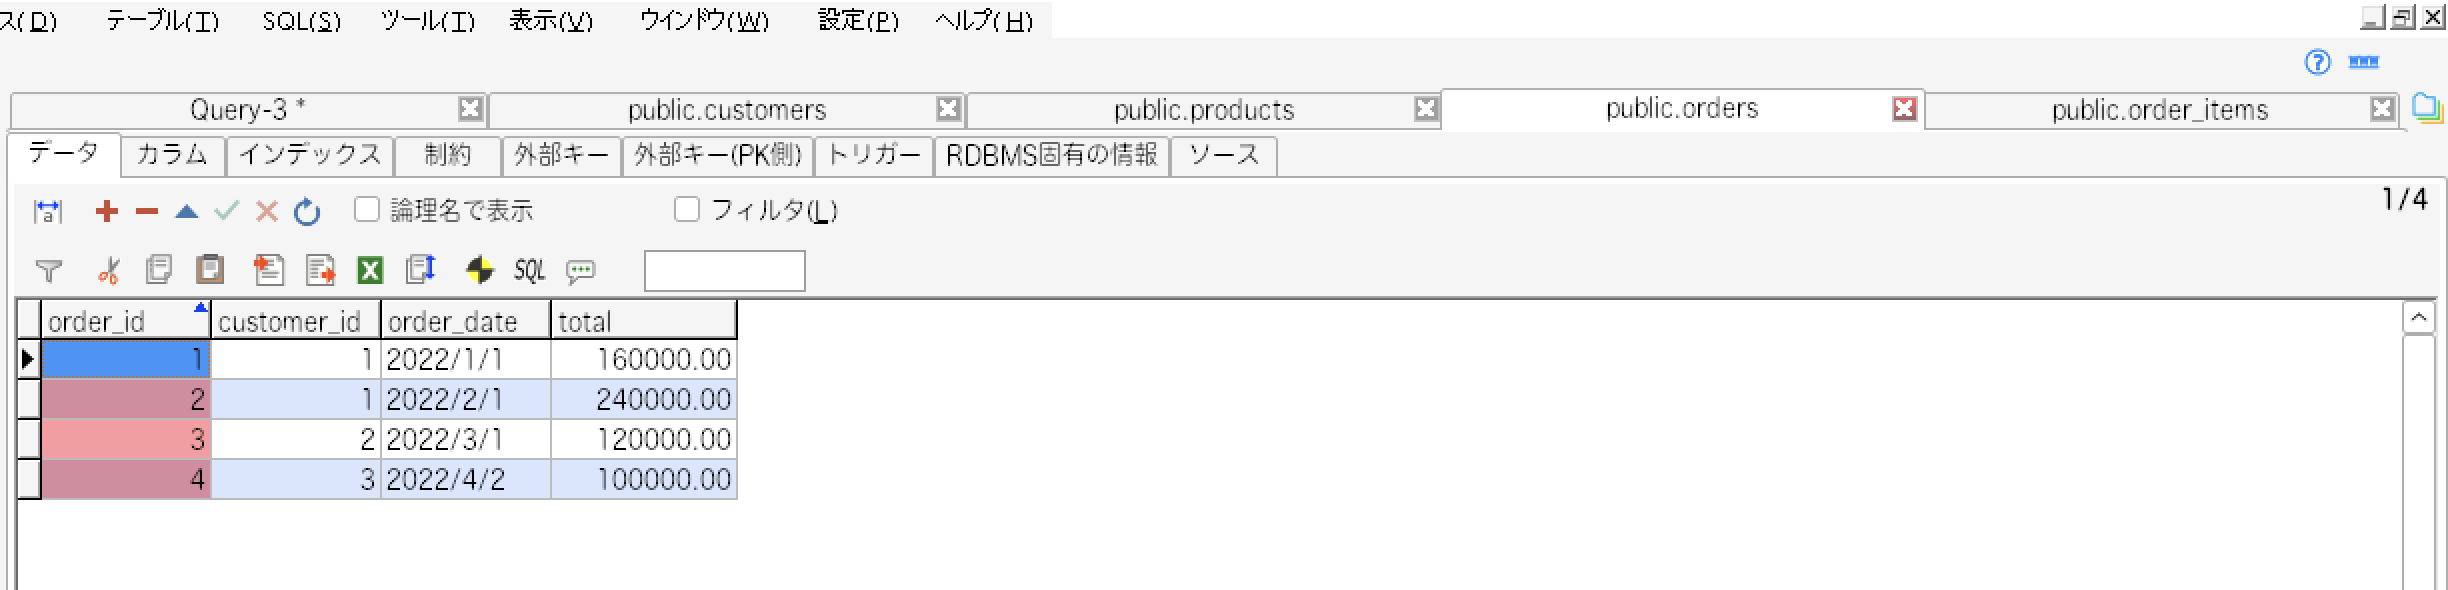 ス(D) テーブル(T) SQL(S) ツール(T) 表示(V) ウインドウ(W) 設定(P) ヘルプ(H)
Query-3 * public.customers public.products public.orders public.order_items
データ カラム インデックス 制約 外部キー 外部キー(PK側) トリガー RDBMS固有の情報 ソース
a 論理名で表示 フィルタ(L) 1/4
SQL
order_id customer_id order_date total
1 1 2022/1/1 160000.00
2 1 2022/2/1 240000.00
3 2 2022/3/1 120000.00
4 3 2022/4/2 100000.00